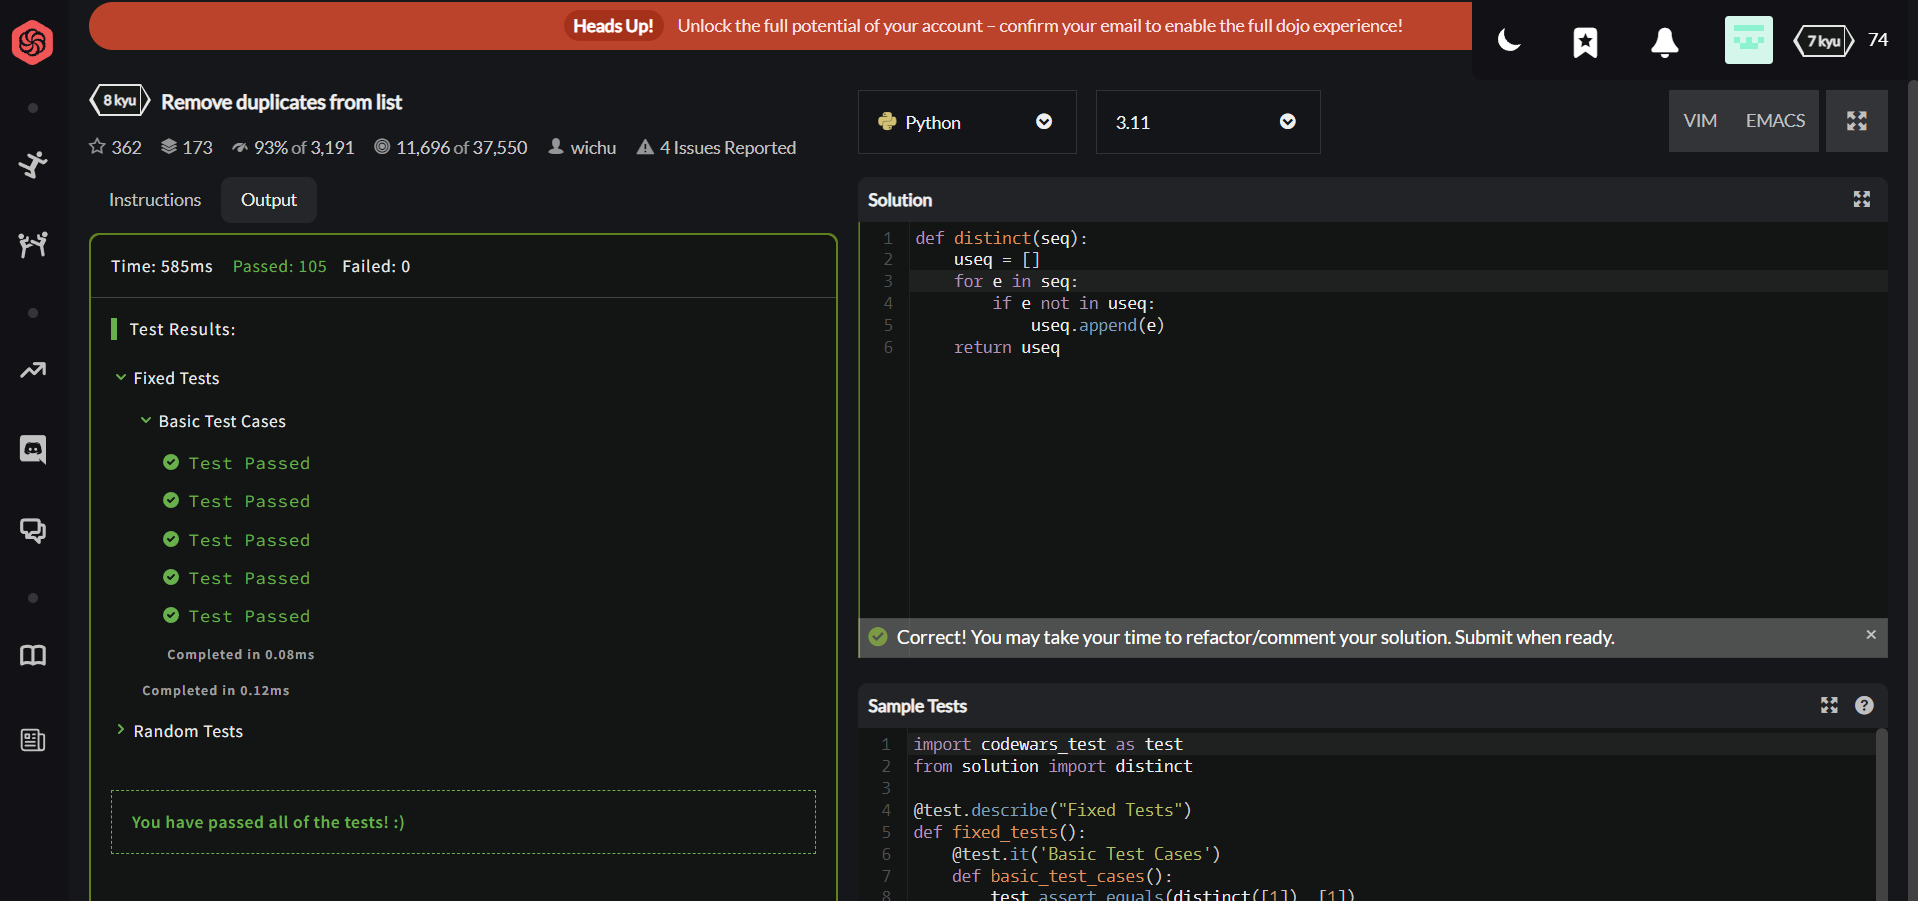 Heads Up! Unlock the full potential of your account – confirm your email to enable the full dojo experience!
7 kyu 74
8 kyu Remove duplicates from list
362 173 93% of 3,191 11,696 of 37,550 wichu 4 Issues Reported
Instructions Output
Time: 585ms Passed: 105 Failed: 0
Test Results:
Fixed Tests
Basic Test Cases
Test Passed
Test Passed
Test Passed
Test Passed
Test Passed
Completed in 0.08ms
Completed in 0.12ms
Random Tests
You have passed all of the tests! :)
Python 3.11 VIM EMACS
Solution
1 def distinct(seq):
2     useq = []
3     for e in seq:
4         if e not in useq:
5             useq.append(e)
6     return useq
Correct! You may take your time to refactor/comment your solution. Submit when ready. ×
Sample Tests ?
1 import codewars_test as test
2 from solution import distinct
3
4 @test.describe("Fixed Tests")
5 def fixed_tests():
6     @test.it('Basic Test Cases')
7     def basic_test_cases():
8         test.assert_equals(distinct([1]), [1])